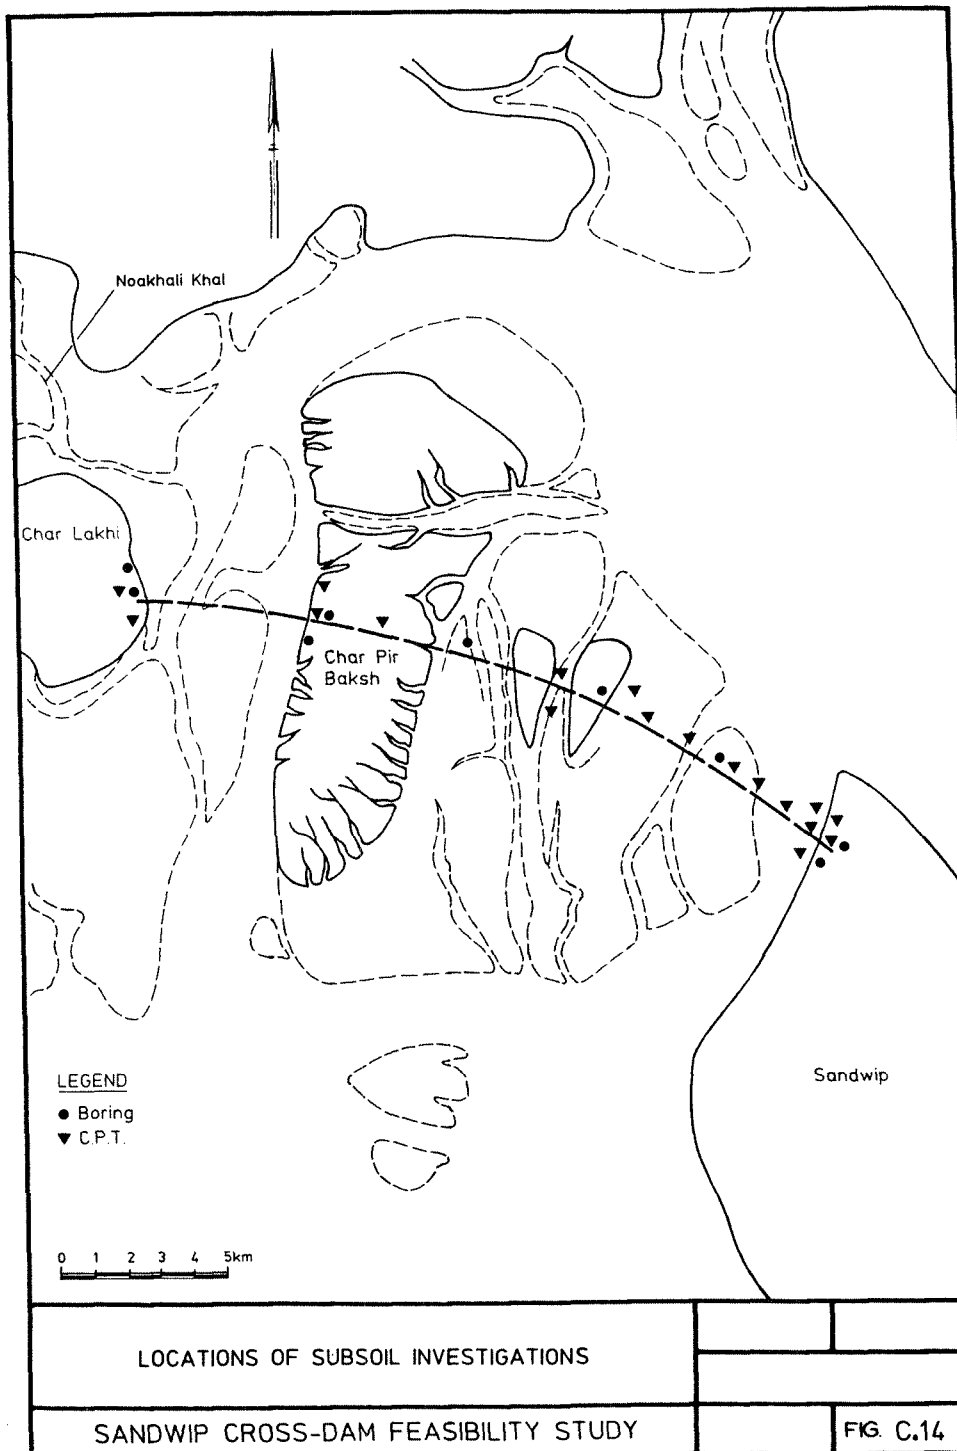 Noakhali Khal
Char Lakhi
Char Pir
Baksh
Sandwip
LEGEND
Boring
C.P.T.
0 1 2 3 4 5km
LOCATIONS OF SUBSOIL INVESTIGATIONS
SANDWIP CROSS-DAM FEASIBILITY STUDY
FIG. C.14